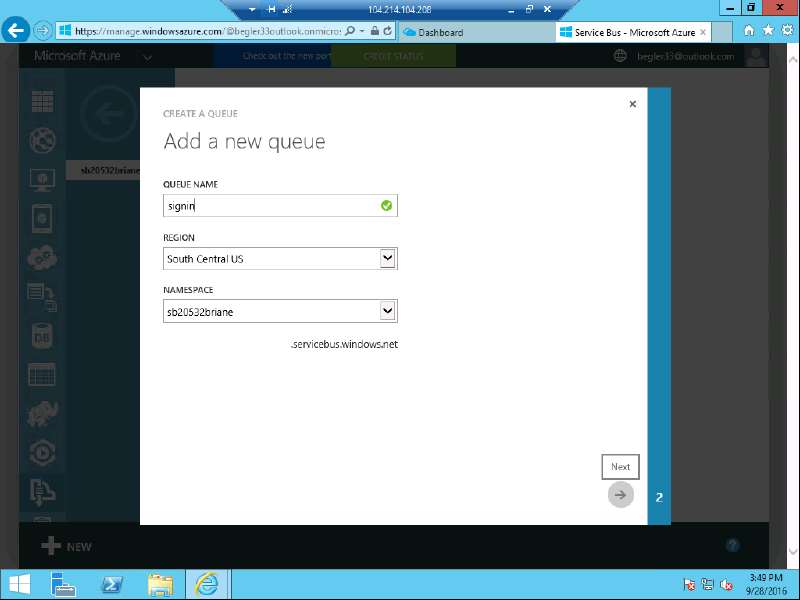 104.214.104.208
https://manage.windowsazure.com/@begler33outlook.onmicros
Dashboard
Service Bus - Microsoft Azure
Microsoft Azure
Check out the new port
CREDIT STATUS
begler33@outlook.com
CREATE A QUEUE
Add a new queue
sb20532briane
QUEUE NAME
signin
REGION
South Central US
NAMESPACE
sb20532briane
.servicebus.windows.net
DB
Next
2
NEW
?
3:49 PM
9/28/2016